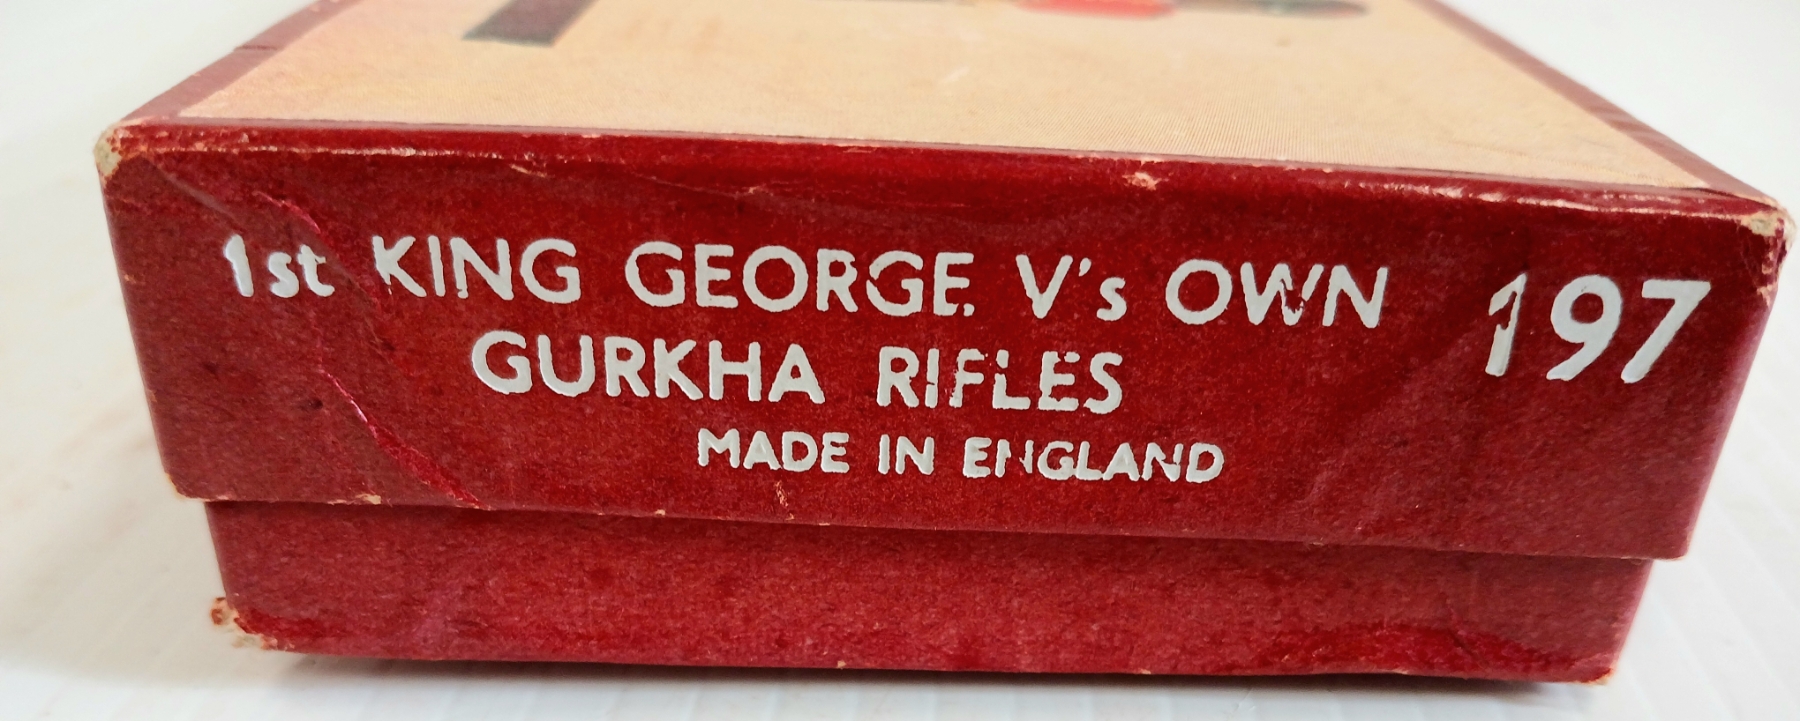 1st KING GEORGE V's OWN 197
GURKHA RIFLES
MADE IN ENGLAND